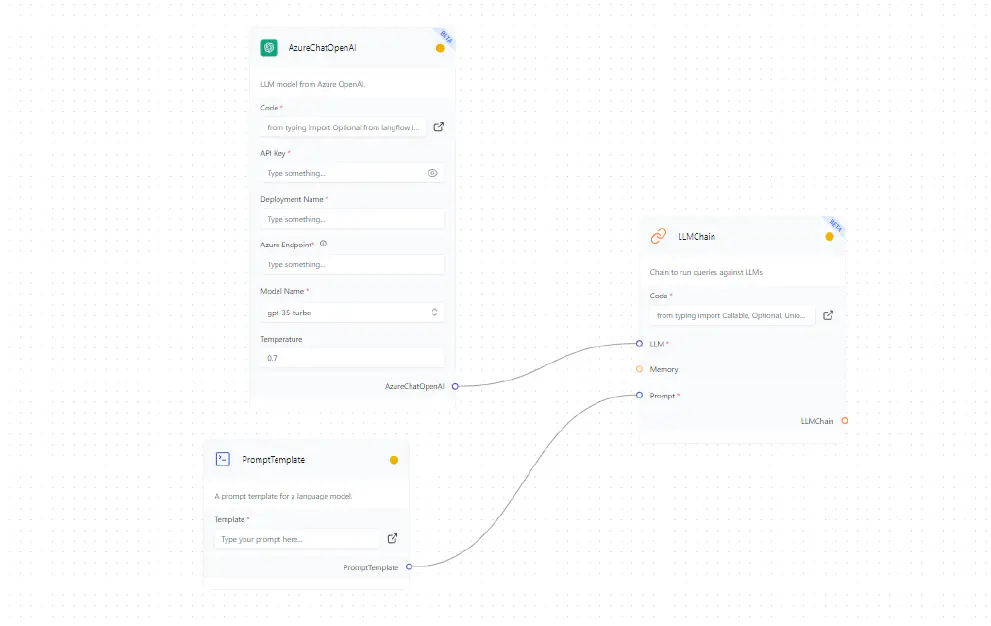 AzureChatOpenAI
BETA
LLM model from Azure OpenAI.
Code *
from typing import Optional from langflow i...
API Key *
Type something...
Deployment Name *
Type something...
Azure Endpoint *
Type something...
Model Name *
gpt-35-turbo
Temperature
0.7
AzureChatOpenAI
PromptTemplate
A prompt template for a language model.
Template *
Type your prompt here...
PromptTemplate
LLMChain
BETA
Chain to run queries against LLMs
Code *
from typing import Callable, Optional, Unio...
LLM *
Memory
Prompt *
LLMChain